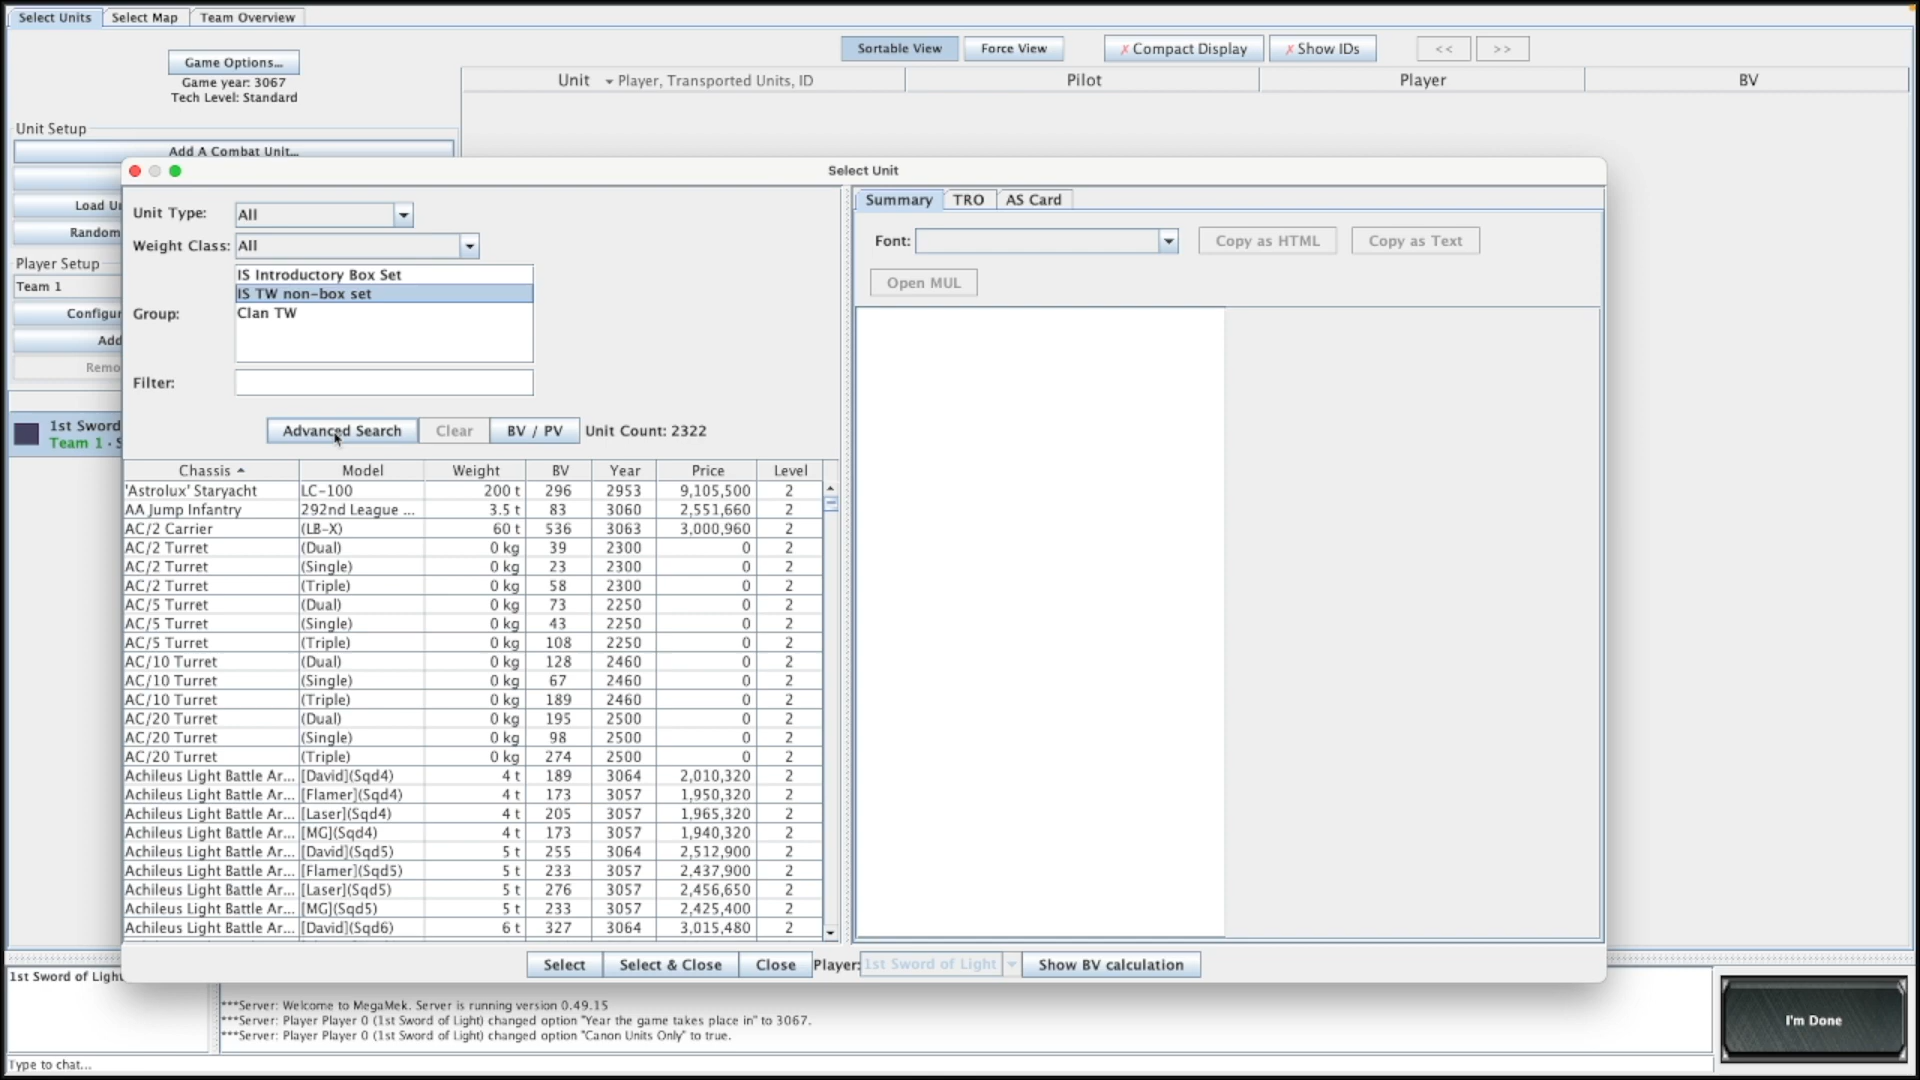 Select Units Select Map Team Overview
Game Options...
Game year: 3067
Tech Level: Standard
Sortable View Force View ✗ Compact Display ✗ Show IDs << >>
Unit Player, Transported Units, ID Pilot Player BV
Unit Setup
Add A Combat Unit...
Load U
Random
Player Setup
Team 1
Configur
Add
Remo
1st Sword
Team 1 · S
Select Unit
Unit Type: All
Weight Class: All
Group:
IS Introductory Box Set
IS TW non-box set
Clan TW
Filter:
Advanced Search Clear BV / PV Unit Count: 2322
Chassis Model Weight BV Year Price Level
'Astrolux' Staryacht LC-100 200 t 296 2953 9,105,500 2
AA Jump Infantry 292nd League ... 3.5 t 83 3060 2,551,660 2
AC/2 Carrier (LB-X) 60 t 536 3063 3,000,960 2
AC/2 Turret (Dual) 0 kg 39 2300 0 2
AC/2 Turret (Single) 0 kg 23 2300 0 2
AC/2 Turret (Triple) 0 kg 58 2300 0 2
AC/5 Turret (Dual) 0 kg 73 2250 0 2
AC/5 Turret (Single) 0 kg 43 2250 0 2
AC/5 Turret (Triple) 0 kg 108 2250 0 2
AC/10 Turret (Dual) 0 kg 128 2460 0 2
AC/10 Turret (Single) 0 kg 67 2460 0 2
AC/10 Turret (Triple) 0 kg 189 2460 0 2
AC/20 Turret (Dual) 0 kg 195 2500 0 2
AC/20 Turret (Single) 0 kg 98 2500 0 2
AC/20 Turret (Triple) 0 kg 274 2500 0 2
Achileus Light Battle Ar... [David](Sqd4) 4 t 189 3064 2,010,320 2
Achileus Light Battle Ar... [Flamer](Sqd4) 4 t 173 3057 1,950,320 2
Achileus Light Battle Ar... [Laser](Sqd4) 4 t 205 3057 1,965,320 2
Achileus Light Battle Ar... [MG](Sqd4) 4 t 173 3057 1,940,320 2
Achileus Light Battle Ar... [David](Sqd5) 5 t 255 3064 2,512,900 2
Achileus Light Battle Ar... [Flamer](Sqd5) 5 t 233 3057 2,437,900 2
Achileus Light Battle Ar... [Laser](Sqd5) 5 t 276 3057 2,456,650 2
Achileus Light Battle Ar... [MG](Sqd5) 5 t 233 3057 2,425,400 2
Achileus Light Battle Ar... [David](Sqd6) 6 t 327 3064 3,015,480 2
Summary TRO AS Card
Font: Copy as HTML Copy as Text
Open MUL
Select Select & Close Close Player: 1st Sword of Light Show BV calculation
1st Sword of Light
***Server: Welcome to MegaMek. Server is running version 0.49.15
***Server: Player Player 0 (1st Sword of Light) changed option "Year the game takes place in" to 3067.
***Server: Player Player 0 (1st Sword of Light) changed option "Canon Units Only" to true.
Type to chat...
I'm Done